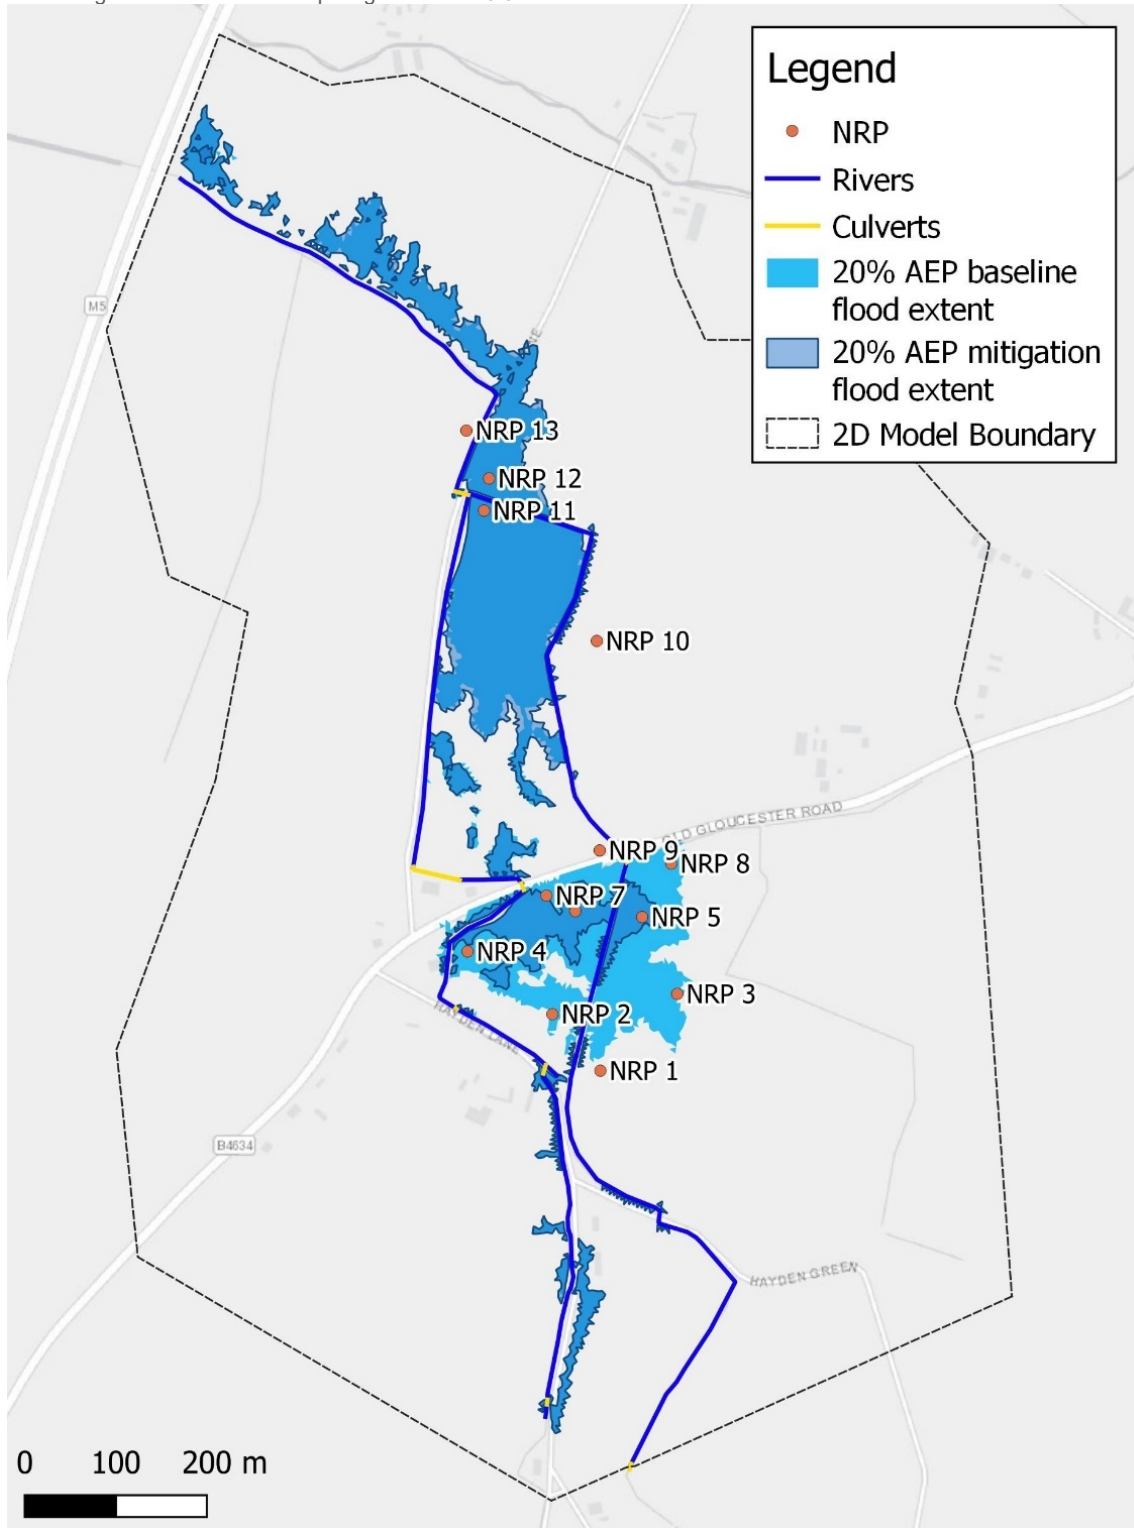 Legend
NRP
Rivers
Culverts
20% AEP baseline
flood extent
20% AEP mitigation
flood extent
2D Model Boundary
M5
NRP 13
NRP 12
NRP 11
NRP 10
OLD GLOUCESTER ROAD
NRP 9
NRP 8
NRP 7
NRP 5
NRP 4
NRP 3
NRP 2
HAYDEN LANE
NRP 1
B4634
HAYDEN GREEN
0 100 200 m